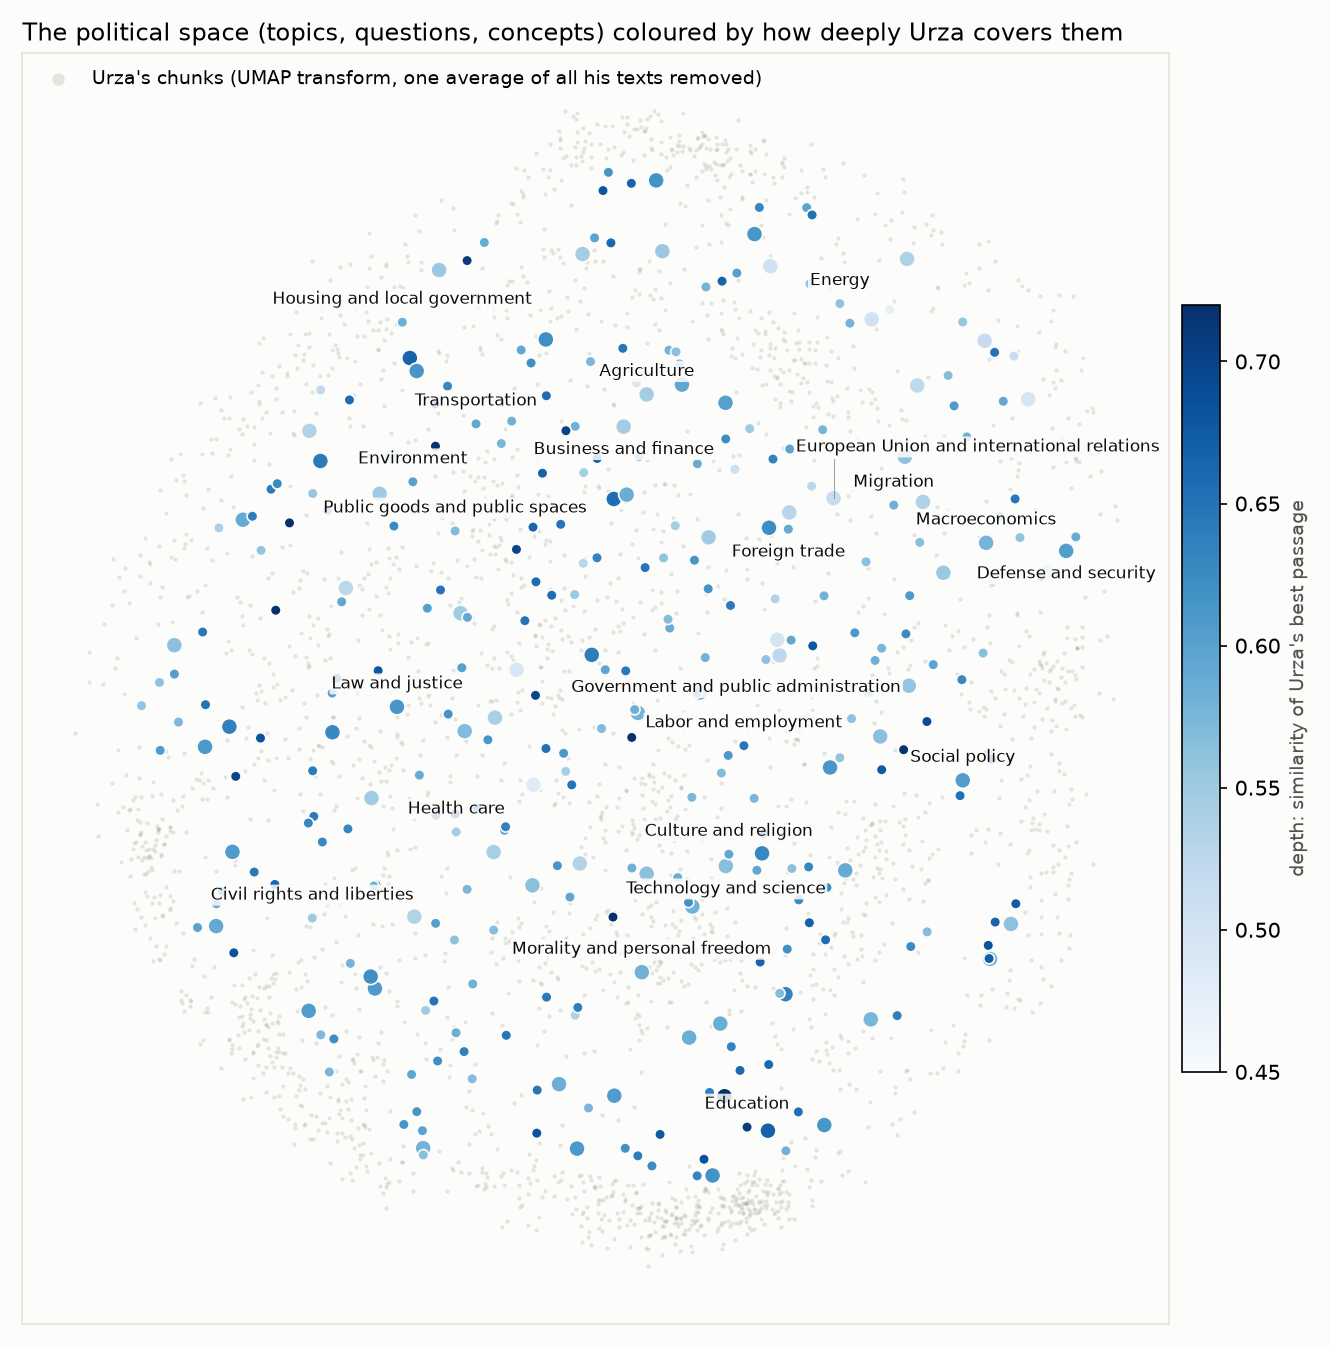 The political space (topics, questions, concepts) coloured by how deeply Urza covers them
Urza's chunks (UMAP transform, one average of all his texts removed)
Energy
Housing and local government
Agriculture
Transportation
Business and finance
European Union and international relations
Environment
Migration
Public goods and public spaces
Macroeconomics
Foreign trade
Defense and security
Law and justice
Government and public administration
Labor and employment
Social policy
Health care
Culture and religion
Technology and science
Civil rights and liberties
Morality and personal freedom
Education
0.70
0.65
0.60
0.55
0.50
0.45
depth: similarity of Urza's best passage